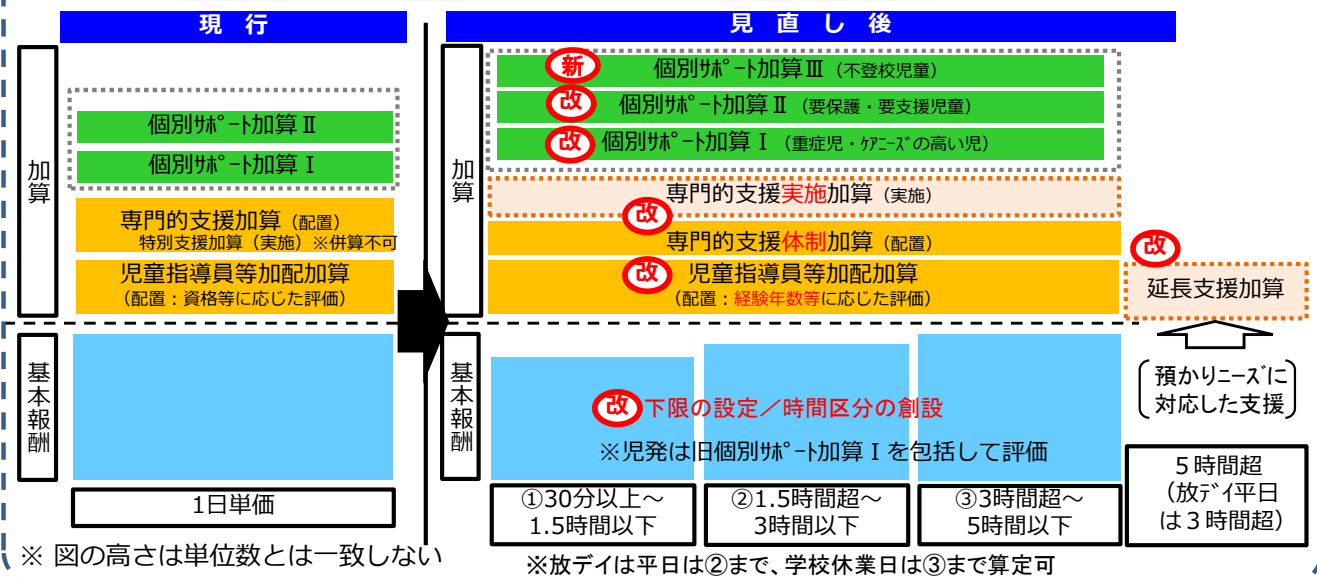 現 行
加算
個別ｻﾎﾟｰﾄ加算Ⅱ
個別ｻﾎﾟｰﾄ加算Ⅰ
専門的支援加算（配置）
特別支援加算（実施）※併算不可
児童指導員等加配加算
（配置：資格等に応じた評価）
基本報酬
1日単価
※ 図の高さは単位数とは一致しない
見 直 し 後
加算
新 個別ｻﾎﾟｰﾄ加算Ⅲ（不登校児童）
改 個別ｻﾎﾟｰﾄ加算Ⅱ（要保護・要支援児童）
改 個別ｻﾎﾟｰﾄ加算Ⅰ（重症児・ｹｱﾆｰｽﾞの高い児）
専門的支援実施加算（実施）
改
専門的支援体制加算（配置）
改 児童指導員等加配加算
（配置：経験年数等に応じた評価）
改
延長支援加算
預かりﾆｰｽﾞに
対応した支援
基本報酬
改 下限の設定／時間区分の創設
※児発は旧個別ｻﾎﾟｰﾄ加算Ⅰを包括して評価
①30分以上～
1.5時間以下
②1.5時間超～
3時間以下
③3時間超～
5時間以下
５時間超
（放ﾃﾞｲ平日
は３時間超）
※放デイは平日は②まで、学校休業日は③まで算定可